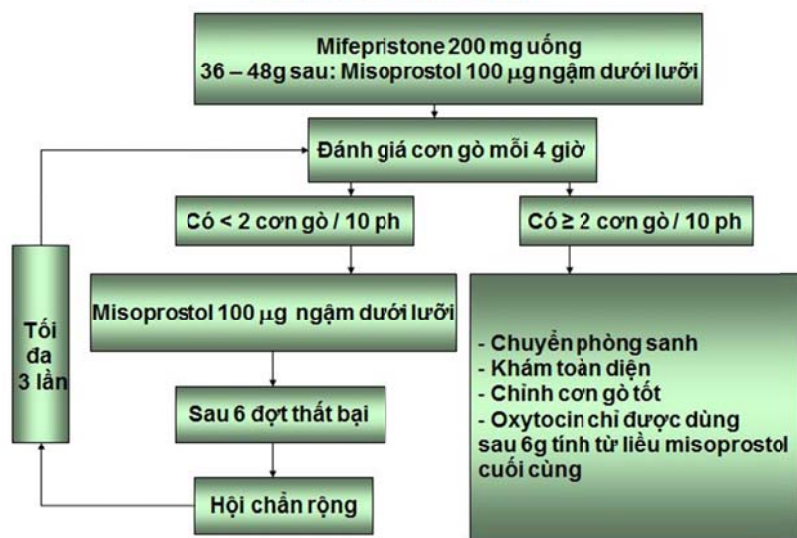 Mifepristone 200 mg uống
36 – 48g sau: Misoprostol 100 µg ngậm dưới lưỡi
Đánh giá cơn gò mỗi 4 giờ
Có < 2 cơn gò / 10 ph
Có ≥ 2 cơn gò / 10 ph
Misoprostol 100 µg ngậm dưới lưỡi
Tối
đa
3 lần
Sau 6 đợt thất bại
Hội chẩn rộng
- Chuyển phòng sanh
- Khám toàn diện
- Chỉnh cơn gò tốt
- Oxytocin chỉ được dùng
sau 6g tính từ liều misoprostol
cuối cùng